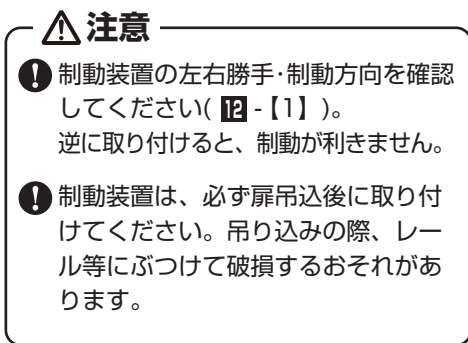 ⚠注意
制動装置の左右勝手・制動方向を確認
してください( 12 -【1】)。
逆に取り付けると、制動が利きません。
制動装置は、必ず扉吊込後に取り付
けてください。吊り込みの際、レー
ル等にぶつけて破損するおそれがあ
ります。